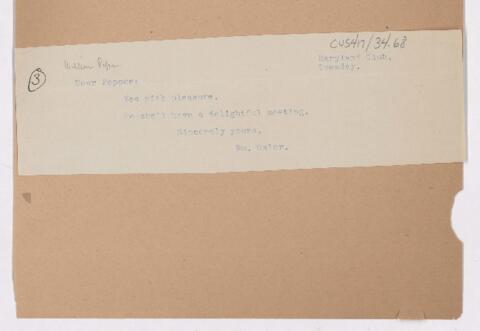 CUS417/34.68
William Pepper
Maryland Club,
Tuesday.
3
Dear Pepper:
Yes with pleasure.
We shall have a delightful meeting.
Sincerely yours,
Wm. Osler.